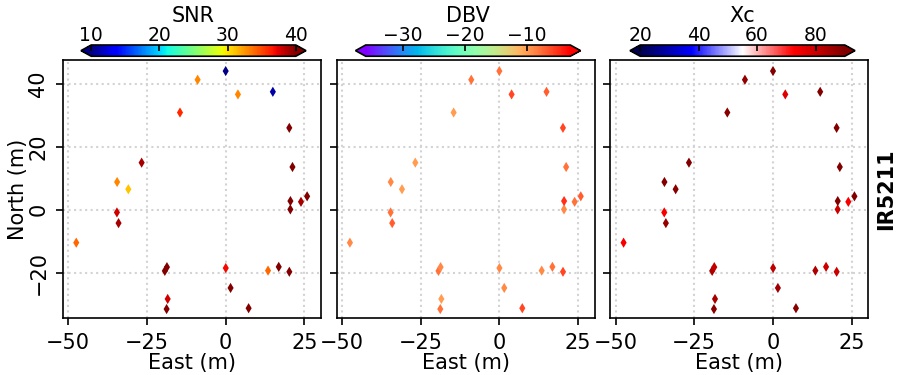 SNR DBV Xc
10 20 30 40 −30 −20 −10 20 40 60 80
40
20
0
−20
North (m)
−50 −25 0 25 −50 −25 0 25 −50 −25 0 25
East (m) East (m) East (m)
IR5211